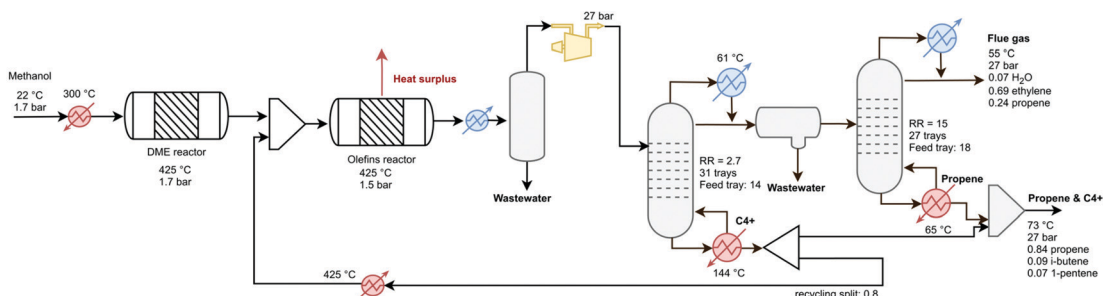 Methanol
22 °C
1.7 bar
300 °C
DME reactor
425 °C
1.7 bar
Heat surplus
Olefins reactor
425 °C
1.5 bar
Wastewater
27 bar
61 °C
RR = 2.7
31 trays
Feed tray: 14
C4+
144 °C
Wastewater
RR = 15
27 trays
Feed tray: 18
Flue gas
55 °C
27 bar
0.07 H₂O
0.69 ethylene
0.24 propene
Propene
65 °C
Propene & C4+
73 °C
27 bar
0.84 propene
0.09 i-butene
0.07 1-pentene
425 °C
recycling split: 0.8